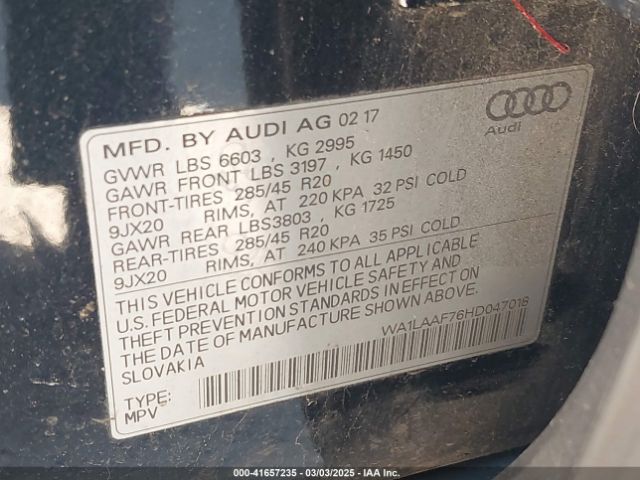 MFD. BY AUDI AG 02 17
Audi
GVWR LBS 6603 , KG 2995
GAWR FRONT LBS 3197 , KG 1450
FRONT-TIRES 285/45 R20
9JX20 RIMS, AT 220 KPA 32 PSI COLD
GAWR REAR LBS3803 , KG 1725
REAR-TIRES 285/45 R20
9JX20 RIMS, AT 240 KPA 35 PSI COLD
THIS VEHICLE CONFORMS TO ALL APPLICABLE
U.S. FEDERAL MOTOR VEHICLE SAFETY AND
THEFT PREVENTION STANDARDS IN EFFECT ON
THE DATE OF MANUFACTURE SHOWN ABOVE.
SLOVAKIA
WA1LAAF76HD047018
TYPE:
MPV
000-41657235 - 03/03/2025 - IAA Inc.